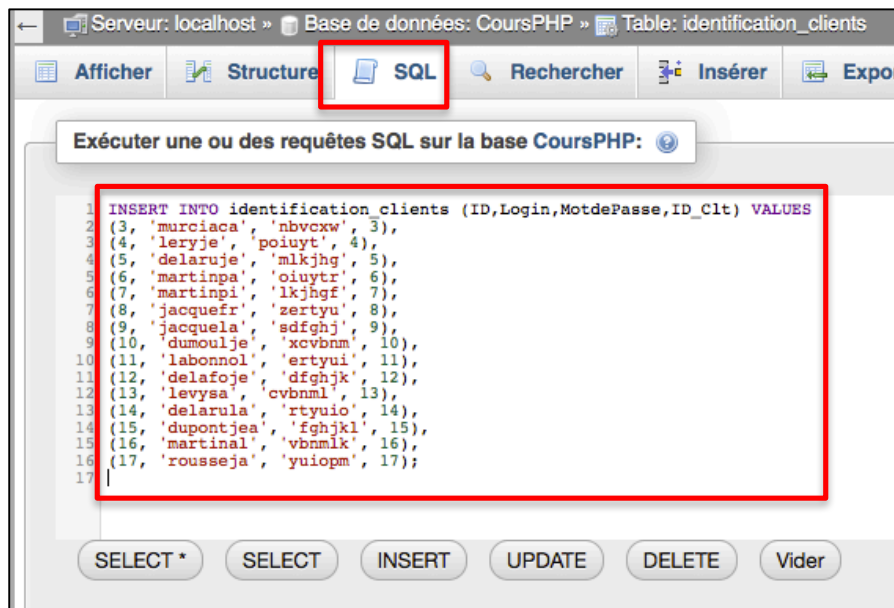 ← Serveur: localhost » Base de données: CoursPHP » Table: identification_clients
Afficher Structure SQL Rechercher Insérer Expor
Exécuter une ou des requêtes SQL sur la base CoursPHP:
1 INSERT INTO identification_clients (ID,Login,MotdePasse,ID_Clt) VALUES
2 (3, 'murciaca', 'nbvcxw', 3),
3 (4, 'leryje', 'poiuyt', 4),
4 (5, 'delaruje', 'mlkjhg', 5),
5 (6, 'martinpa', 'oiuytr', 6),
6 (7, 'martinpi', 'lkjhgf', 7),
7 (8, 'jacquefr', 'zertyu', 8),
8 (9, 'jacquela', 'sdfghj', 9),
9 (10, 'dumoulje', 'xcvbnm', 10),
10 (11, 'labonnol', 'ertyui', 11),
11 (12, 'delafoje', 'dfghjk', 12),
12 (13, 'levysa', 'cvbnml', 13),
13 (14, 'delarula', 'rtyuio', 14),
14 (15, 'dupontjea', 'fghjkl', 15),
15 (16, 'martinal', 'vbnmlk', 16),
16 (17, 'rousseja', 'yuiopm', 17);
17
SELECT * SELECT INSERT UPDATE DELETE Vider